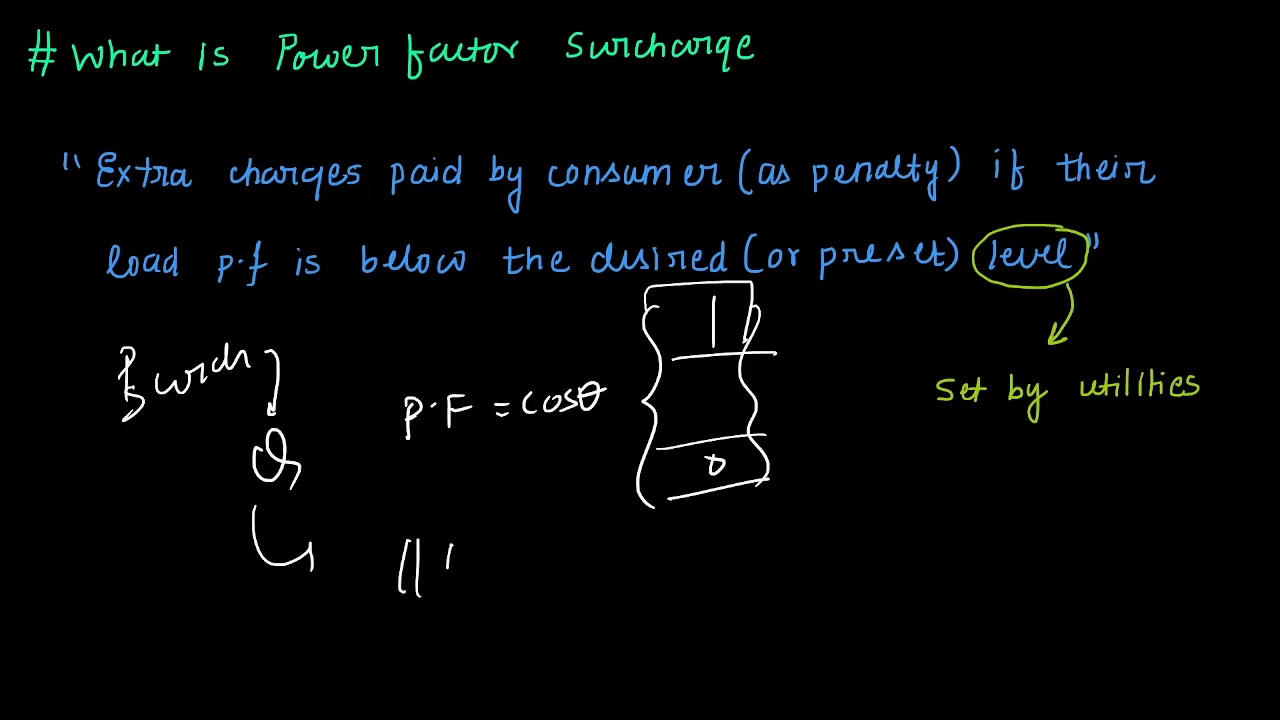 # What is Power factor Surcharge
"Extra charges paid by consumer (as penalty) if their
load p.f is below the desired (or preset) level"
1
P.F = cosθ
0
Set by utilities